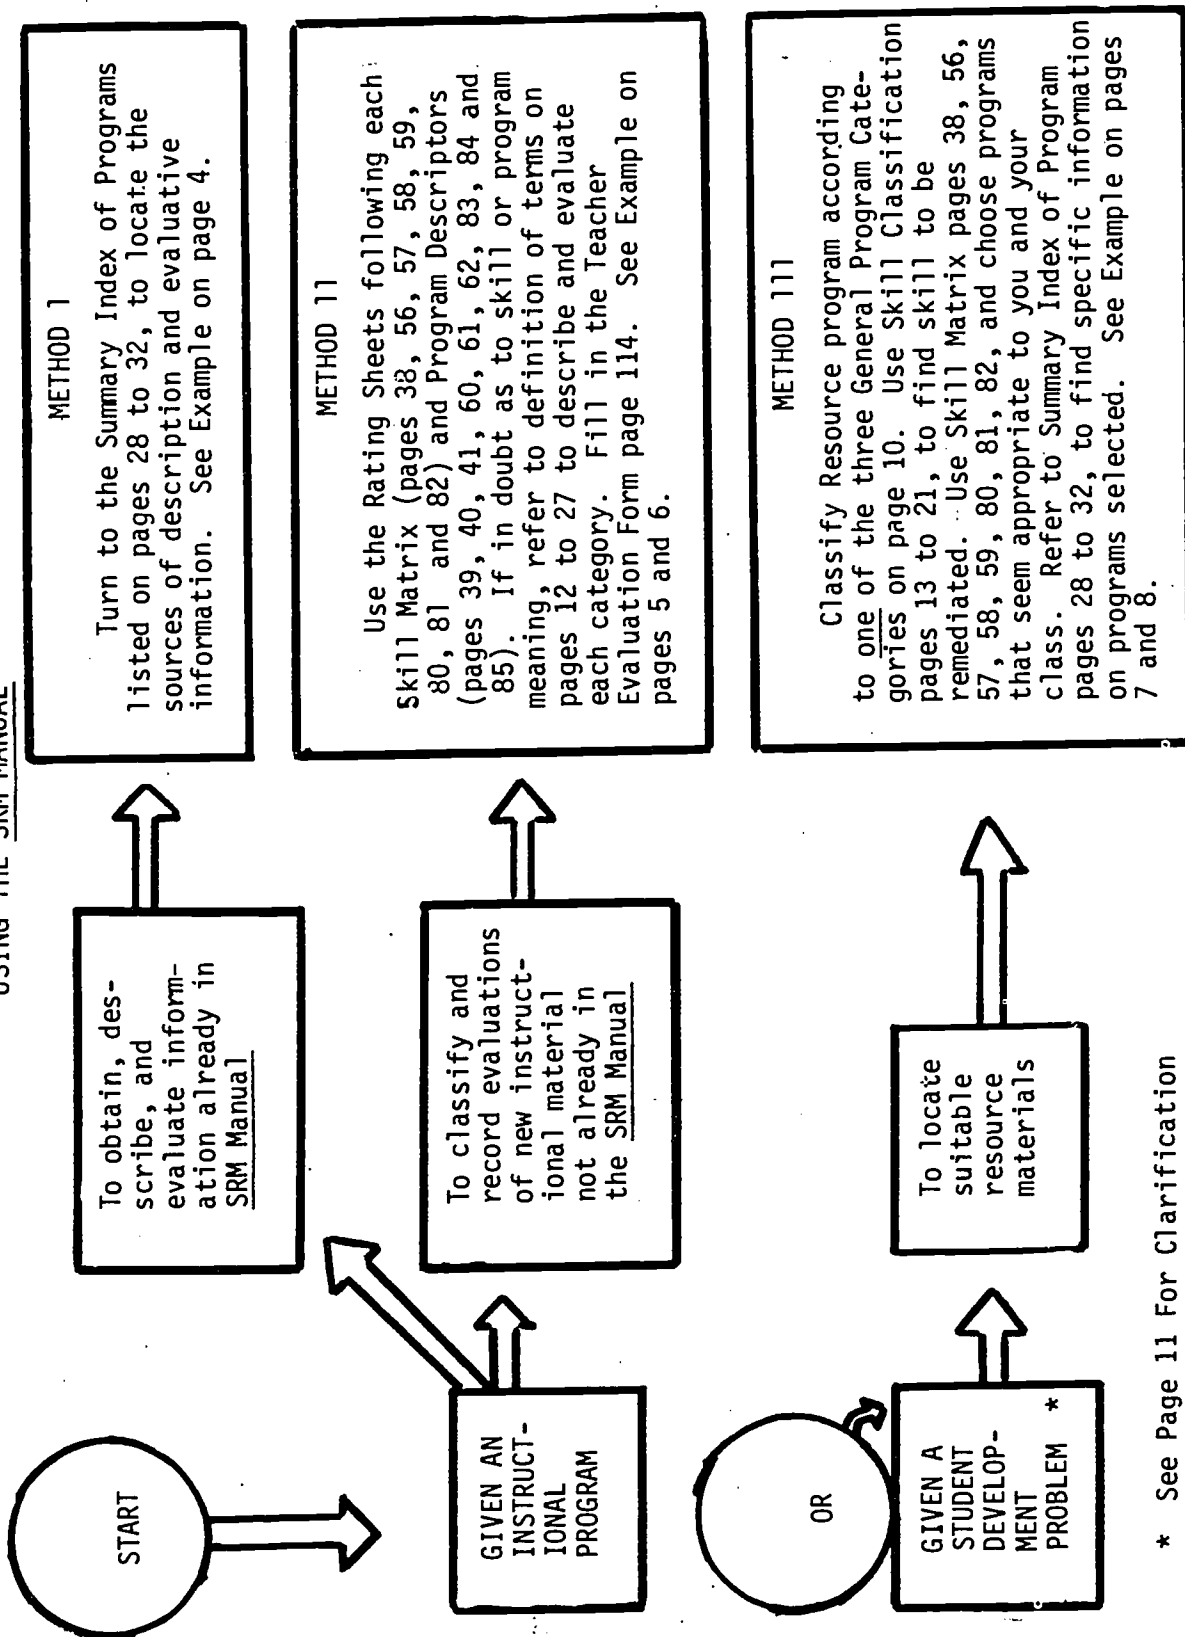 USING THE SRM MANUAL
START
GIVEN AN
INSTRUCT-
IONAL
PROGRAM
To obtain, des-
scribe, and
evaluate inform-
ation already in
SRM Manual
METHOD 1
Turn to the Summary Index of Programs
listed on pages 28 to 32, to locate the
sources of description and evaluative
information. See Example on page 4.
To classify and
record evaluations
of new instruct-
ional material
not already in
the SRM Manual
METHOD 11
Use the Rating Sheets following each
Skill Matrix (pages 38, 56, 57, 58, 59,
80, 81 and 82) and Program Descriptors
(pages 39, 40, 41, 60, 61, 62, 83, 84 and
85). If in doubt as to skill or program
meaning, refer to definition of terms on
pages 12 to 27 to describe and evaluate
each category. Fill in the Teacher
Evaluation Form page 114. See Example on
pages 5 and 6.
OR
GIVEN A
STUDENT
DEVELOP-
MENT
PROBLEM *
To locate
suitable
resource
materials
METHOD 111
Classify Resource program according
to one of the three General Program Cate-
gories on page 10. Use Skill Classification
pages 13 to 21, to find skill to be
remediated. Use Skill Matrix pages 38, 56,
57, 58, 59, 80, 81, 82, and choose programs
that seem appropriate to you and your
class. Refer to Summary Index of Program
pages 28 to 32, to find specific information
on programs selected. See Example on pages
7 and 8.
* See Page 11 For Clarification